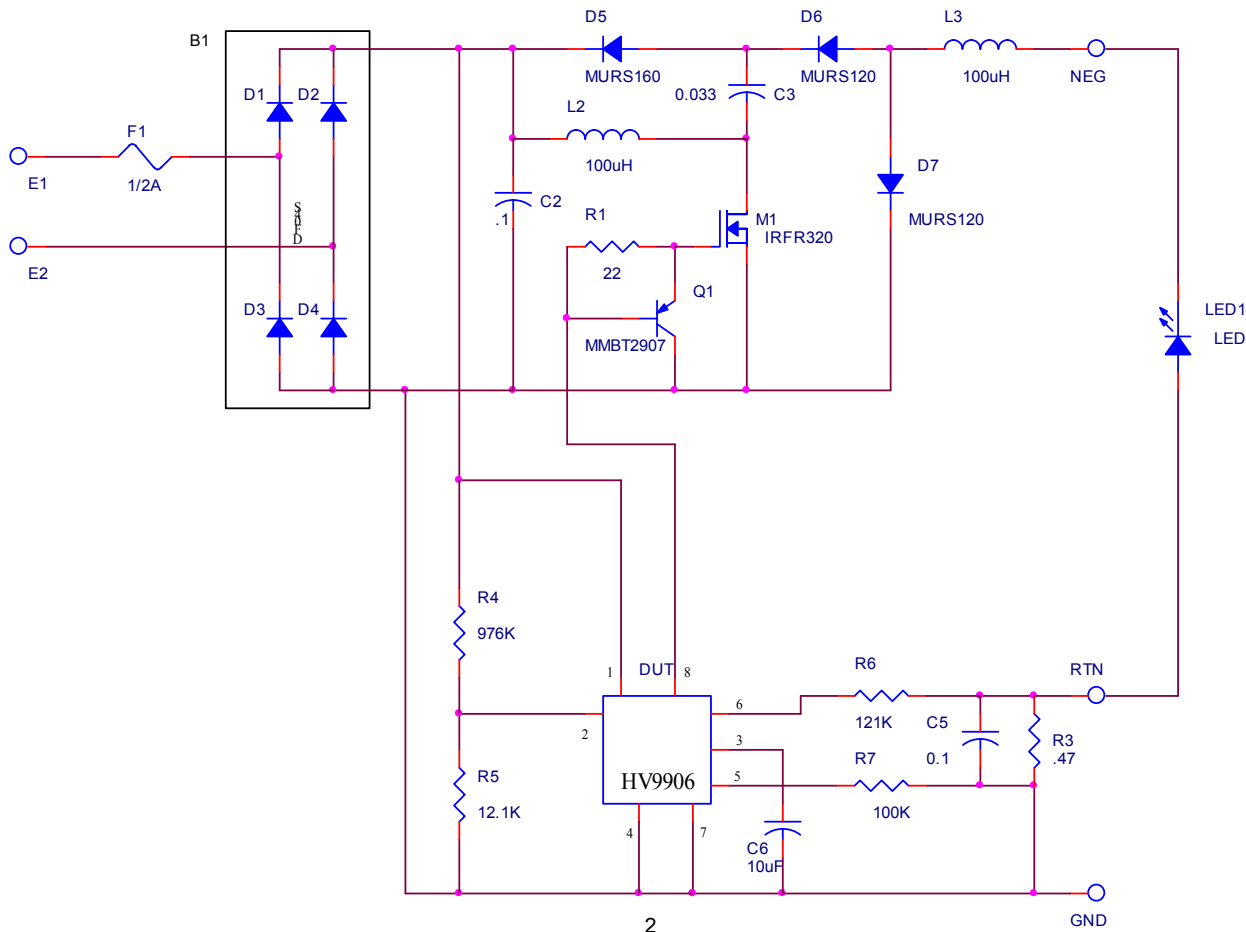 B1
D5
D6
L3
MURS160
MURS120
100uH
NEG
D1
D2
0.033
C3
L2
F1
100uH
D7
E1
1/2A
C2
.1
R1
M1
MURS120
IRFR320
22
E2
Q1
D3
D4
MMBT2907
LED1
LED
R4
976K
DUT
1
8
R6
RTN
6
121K
C5
2
3
R3
.47
R7
0.1
R5
HV9906
5
12.1K
100K
4
7
C6
10uF
GND
2